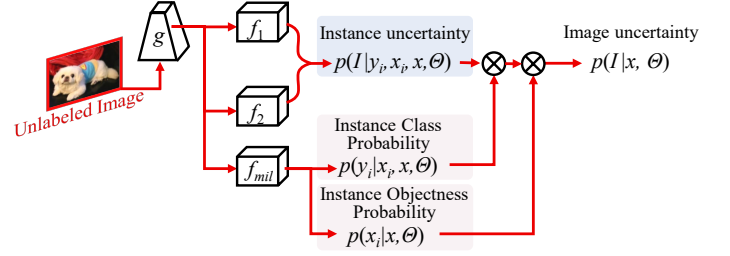 g
Unlabeled Image
f1
f2
fmil
Instance uncertainty
p(I|yi, xi, x,Θ)
Instance Class
Probability
p(yi|xi, x,Θ)
Instance Objectness
Probability
p(xi|x,Θ)
Image uncertainty
p(I|x, Θ)